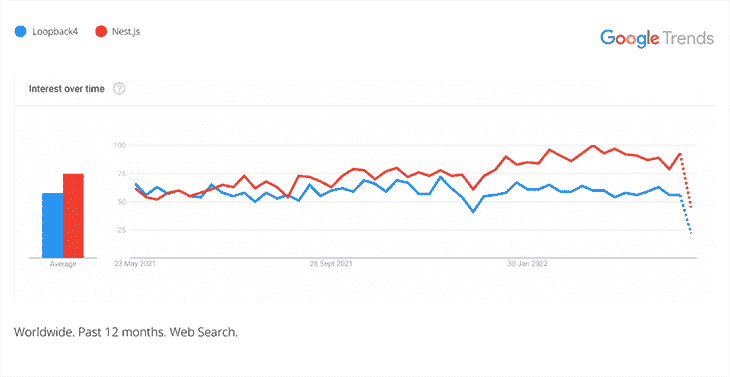 Loopback4 Nest.js
Google Trends
Interest over time ?
100
75
50
25
Average 23 May 2021 26 Sept 2021 30 Jan 2022
Worldwide. Past 12 months. Web Search.